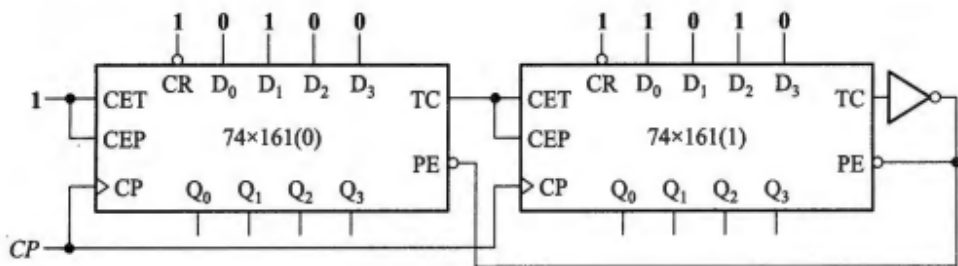 1 0 1 0 0 1 1 0 1 0
CR D₀ D₁ D₂ D₃ CR D₀ D₁ D₂ D₃
1 CET TC CET TC
CEP 74×161(0) CEP 74×161(1)
PE PE
CP Q₀ Q₁ Q₂ Q₃ CP Q₀ Q₁ Q₂ Q₃
CP